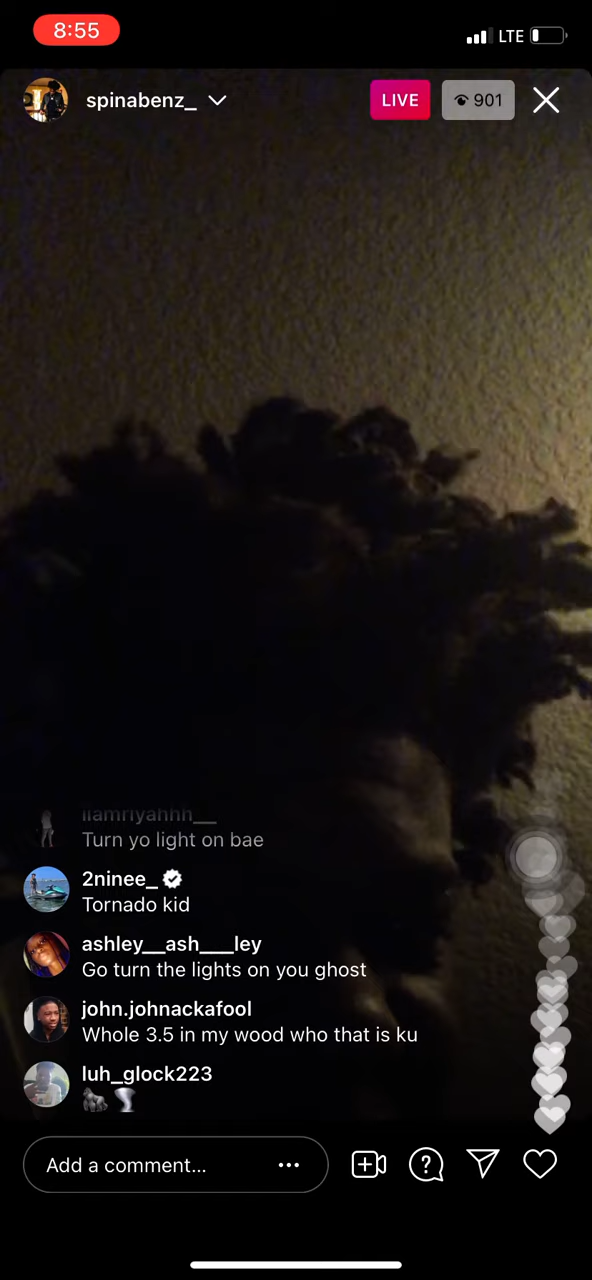 8:55
LTE
spinabenz_
LIVE
901
iiamriyahhh__
Turn yo light on bae
2ninee_
Tornado kid
ashley__ash___ley
Go turn the lights on you ghost
john.johnackafool
Whole 3.5 in my wood who that is ku
luh_glock223
🦍🌪
Add a comment...